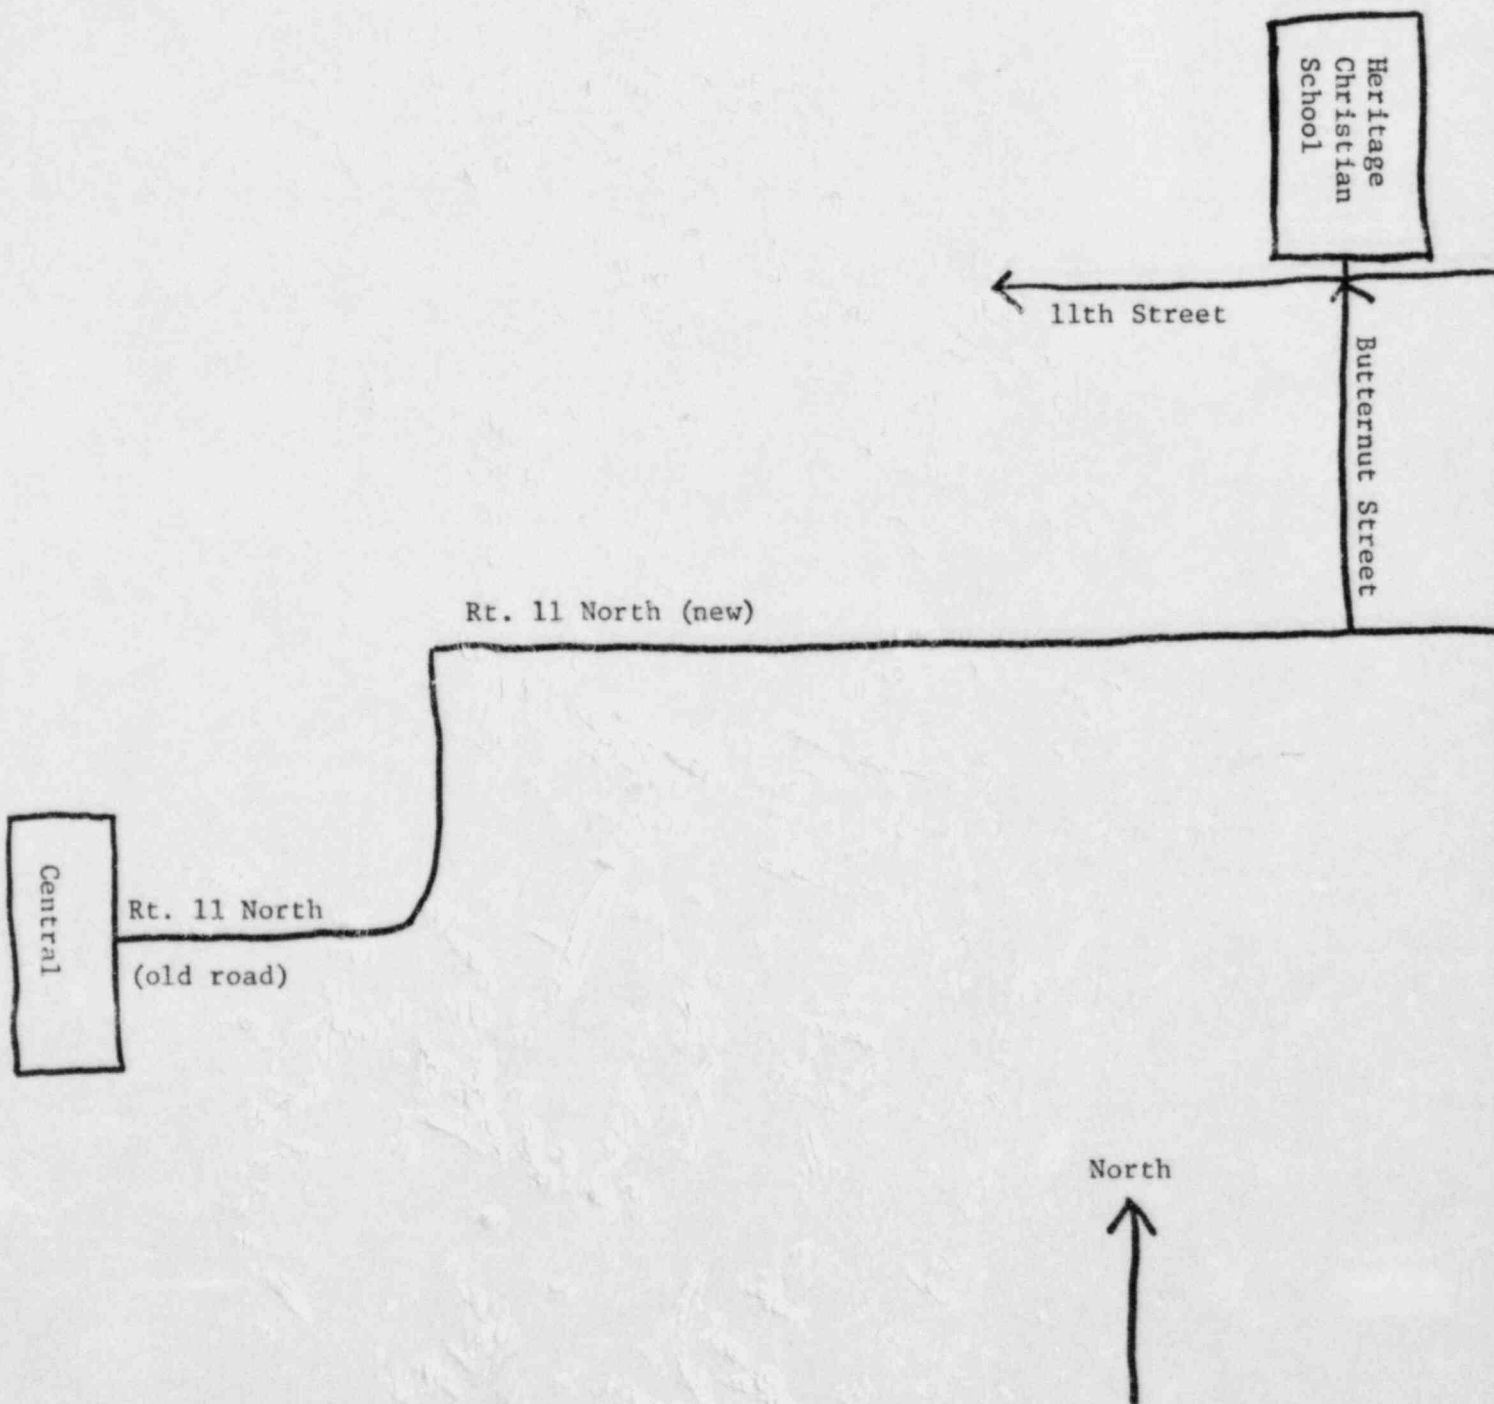 Heritage
Christian
School
11th Street
Butternut Street
Rt. 11 North (new)
Central
Rt. 11 North
(old road)
North